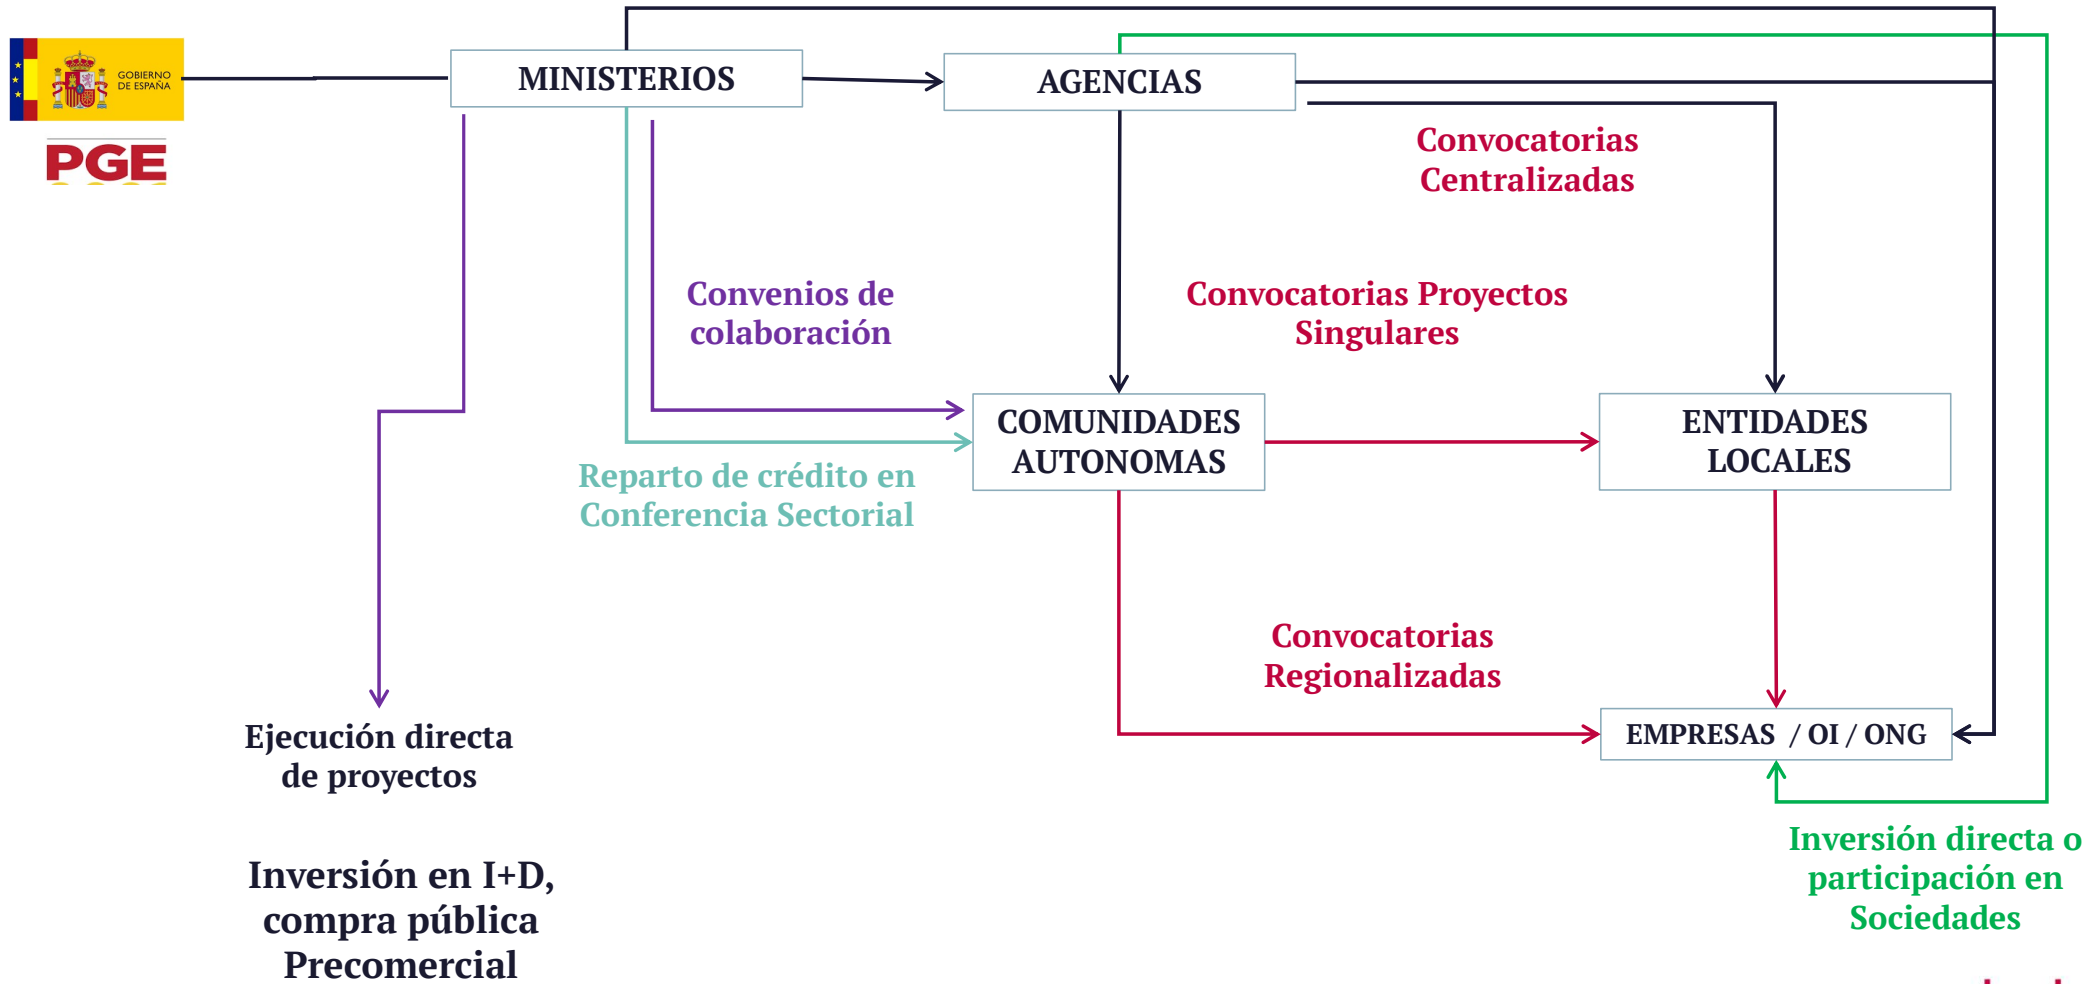 GOBIERNO
DE ESPAÑA
PGE
MINISTERIOS
AGENCIAS
Convocatorias
Centralizadas
Convenios de
colaboración
Convocatorias Proyectos
Singulares
COMUNIDADES
AUTONOMAS
ENTIDADES
LOCALES
Reparto de crédito en
Conferencia Sectorial
Convocatorias
Regionalizadas
Ejecución directa
de proyectos
EMPRESAS / OI / ONG
Inversión directa o
participación en
Sociedades
Inversión en I+D,
compra pública
Precomercial